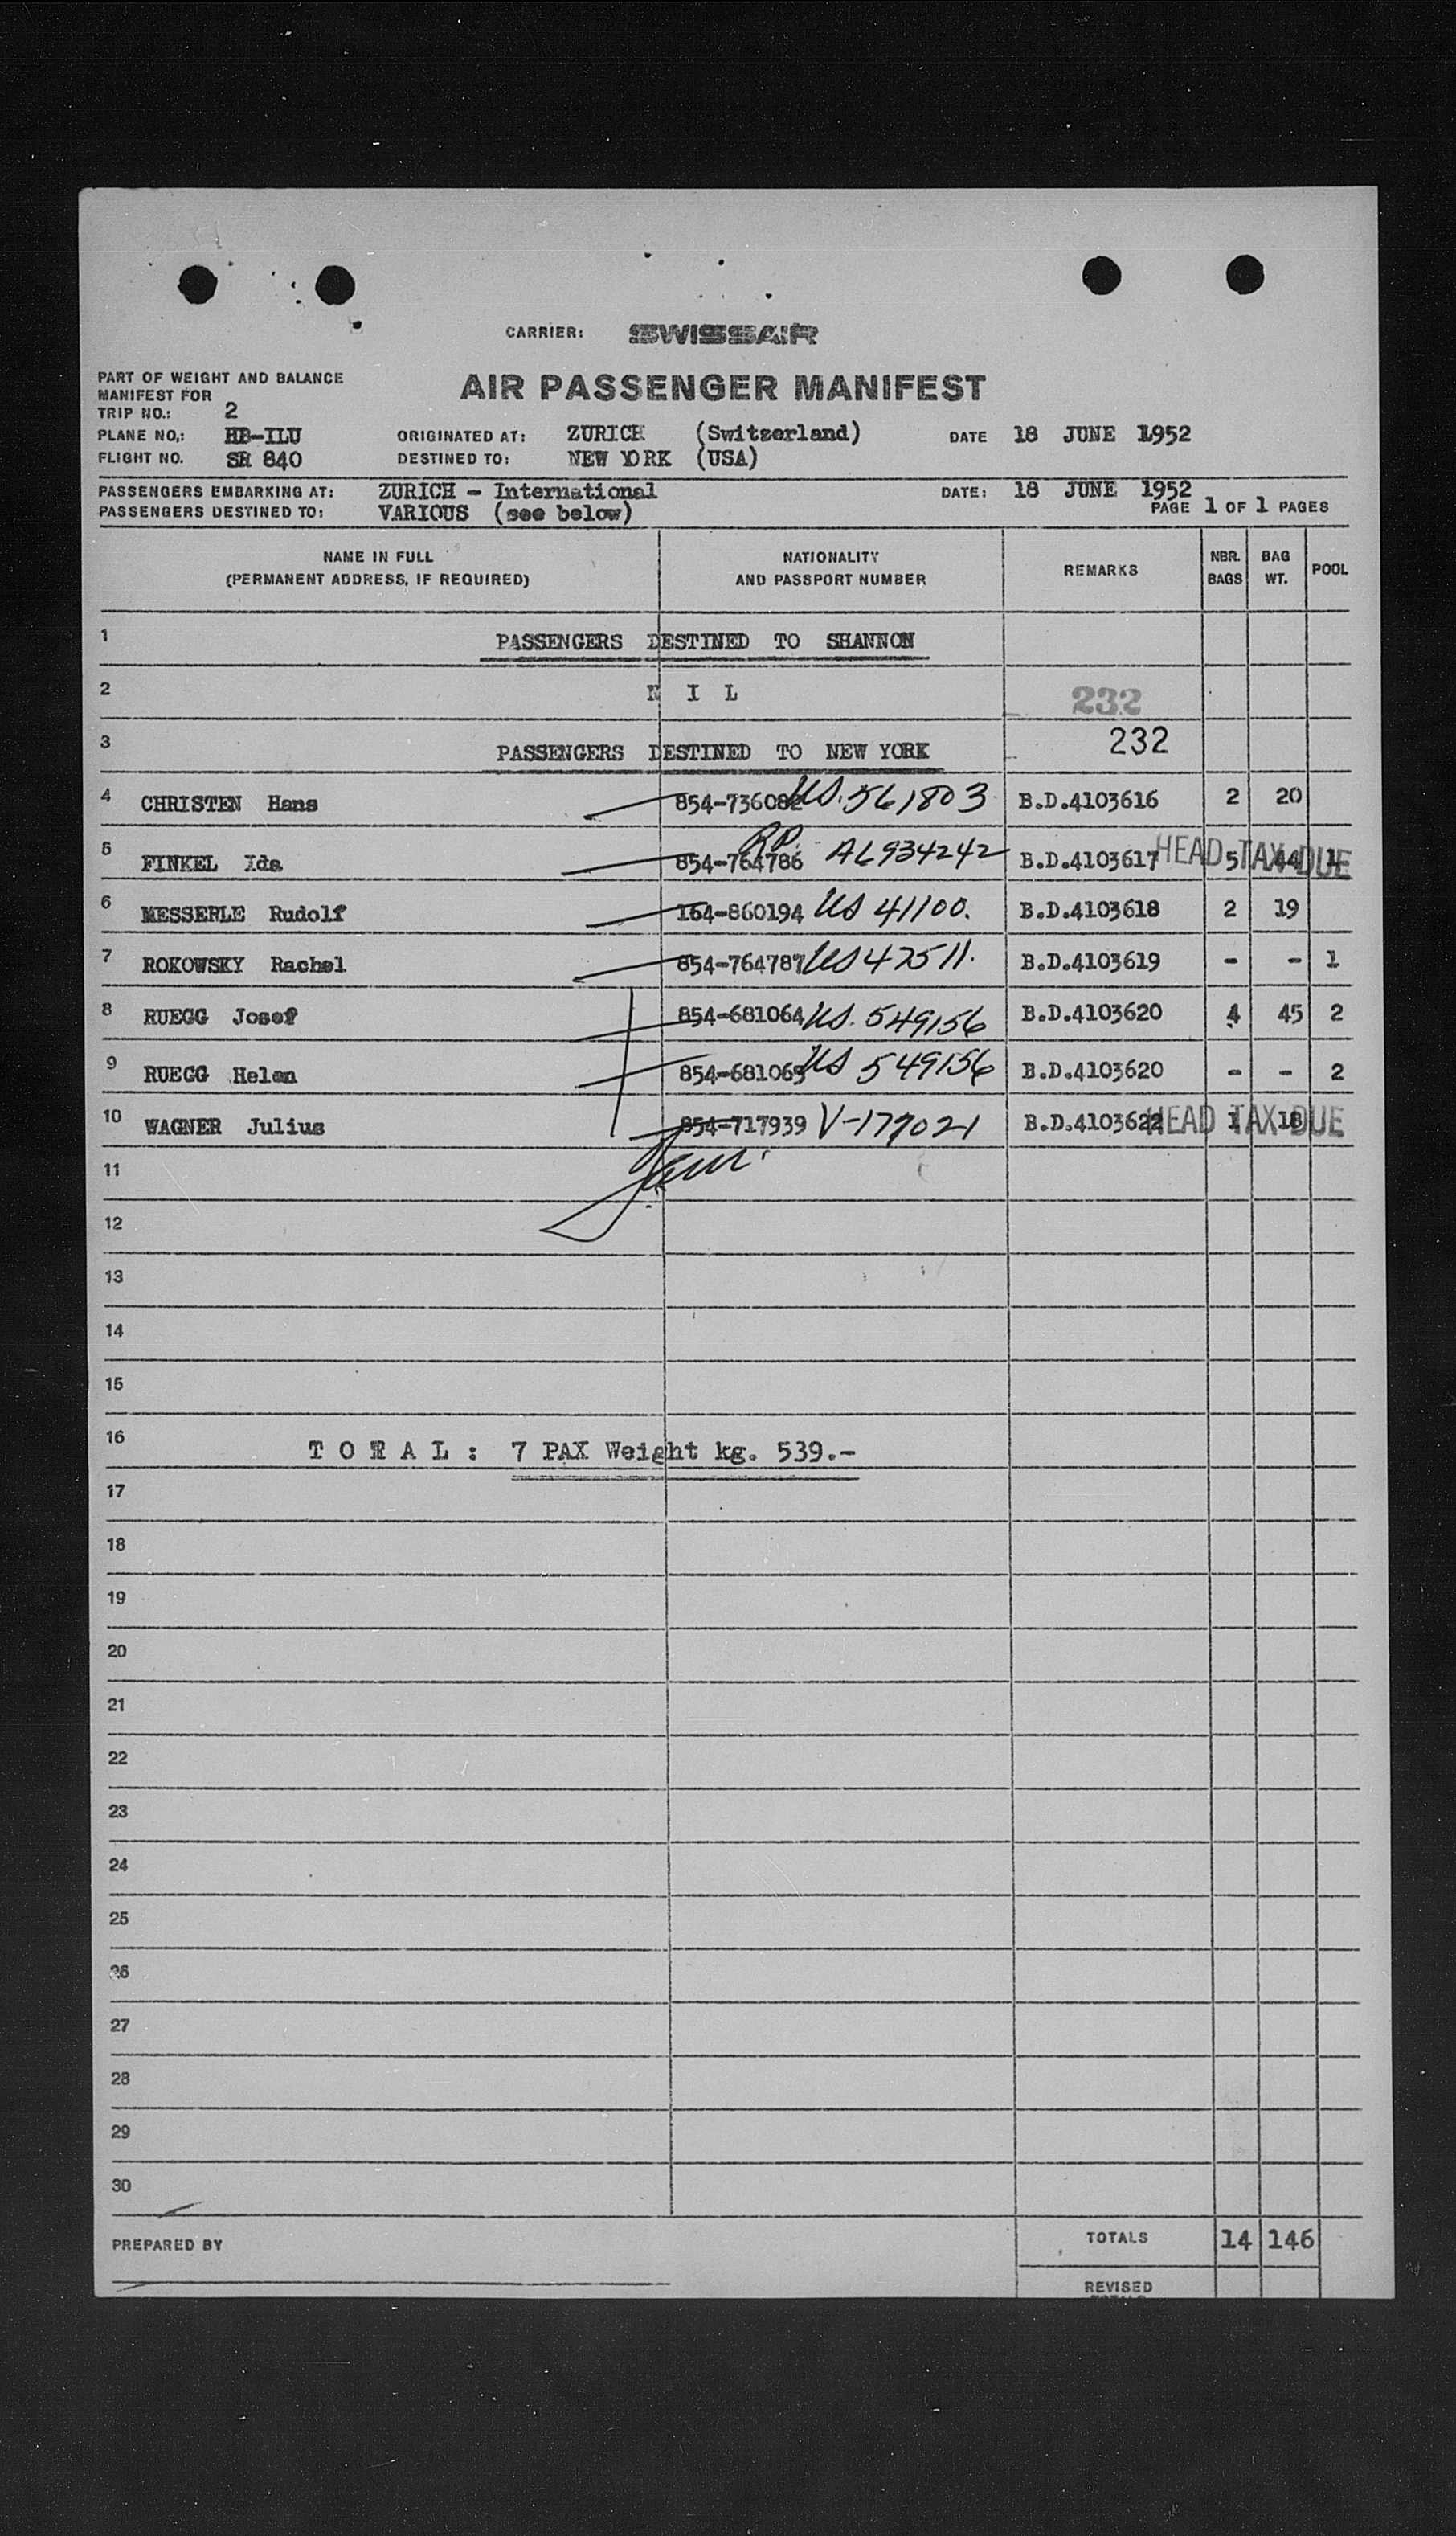 CARRIER: SWISSAIR
PART OF WEIGHT AND BALANCE
MANIFEST FOR
AIR PASSENGER MANIFEST
TRIP NO.: 2
PLANE NO.: HB-ILU ORIGINATED AT: ZURICH (Switzerland) DATE 18 JUNE 1952
FLIGHT NO. SR 840 DESTINED TO: NEW YORK (USA)
PASSENGERS EMBARKING AT: ZURICH - International DATE: 18 JUNE 1952
PASSENGERS DESTINED TO: VARIOUS (see below) PAGE 1 OF 1 PAGES
NAME IN FULL NATIONALITY REMARKS NBR. BAG POOL
(PERMANENT ADDRESS, IF REQUIRED) AND PASSPORT NUMBER BAGS WT.
1 PASSENGERS DESTINED TO SHANNON
2 N I L 232
3 PASSENGERS DESTINED TO NEW YORK 232
4 CHRISTEN Hans 854-736082 US. 561803 B.D.4103616 2 20
5 FINKEL Ida 854-764786 RP. AL934242 B.D.4103617 HEAD TAX DUE 5 44 1
6 MESSERLE Rudolf 164-860194 US 41100. B.D.4103618 2 19
7 ROKOWSKY Rachel 854-764787 US 42511. B.D.4103619 - - 1
8 RUEGG Josef 854-681064 US. 549156 B.D.4103620 4 45 2
9 RUEGG Helen 854-681065 US 549156 B.D.4103620 - - 2
10 WAGNER Julius 854-717939 V-177021 B.D.4103622 HEAD TAX DUE 1 18
11
12
13
14
15
16 T O T A L : 7 PAX Weight kg. 539.-
17
18
19
20
21
22
23
24
25
26
27
28
29
30
PREPARED BY TOTALS 14 146
REVISED